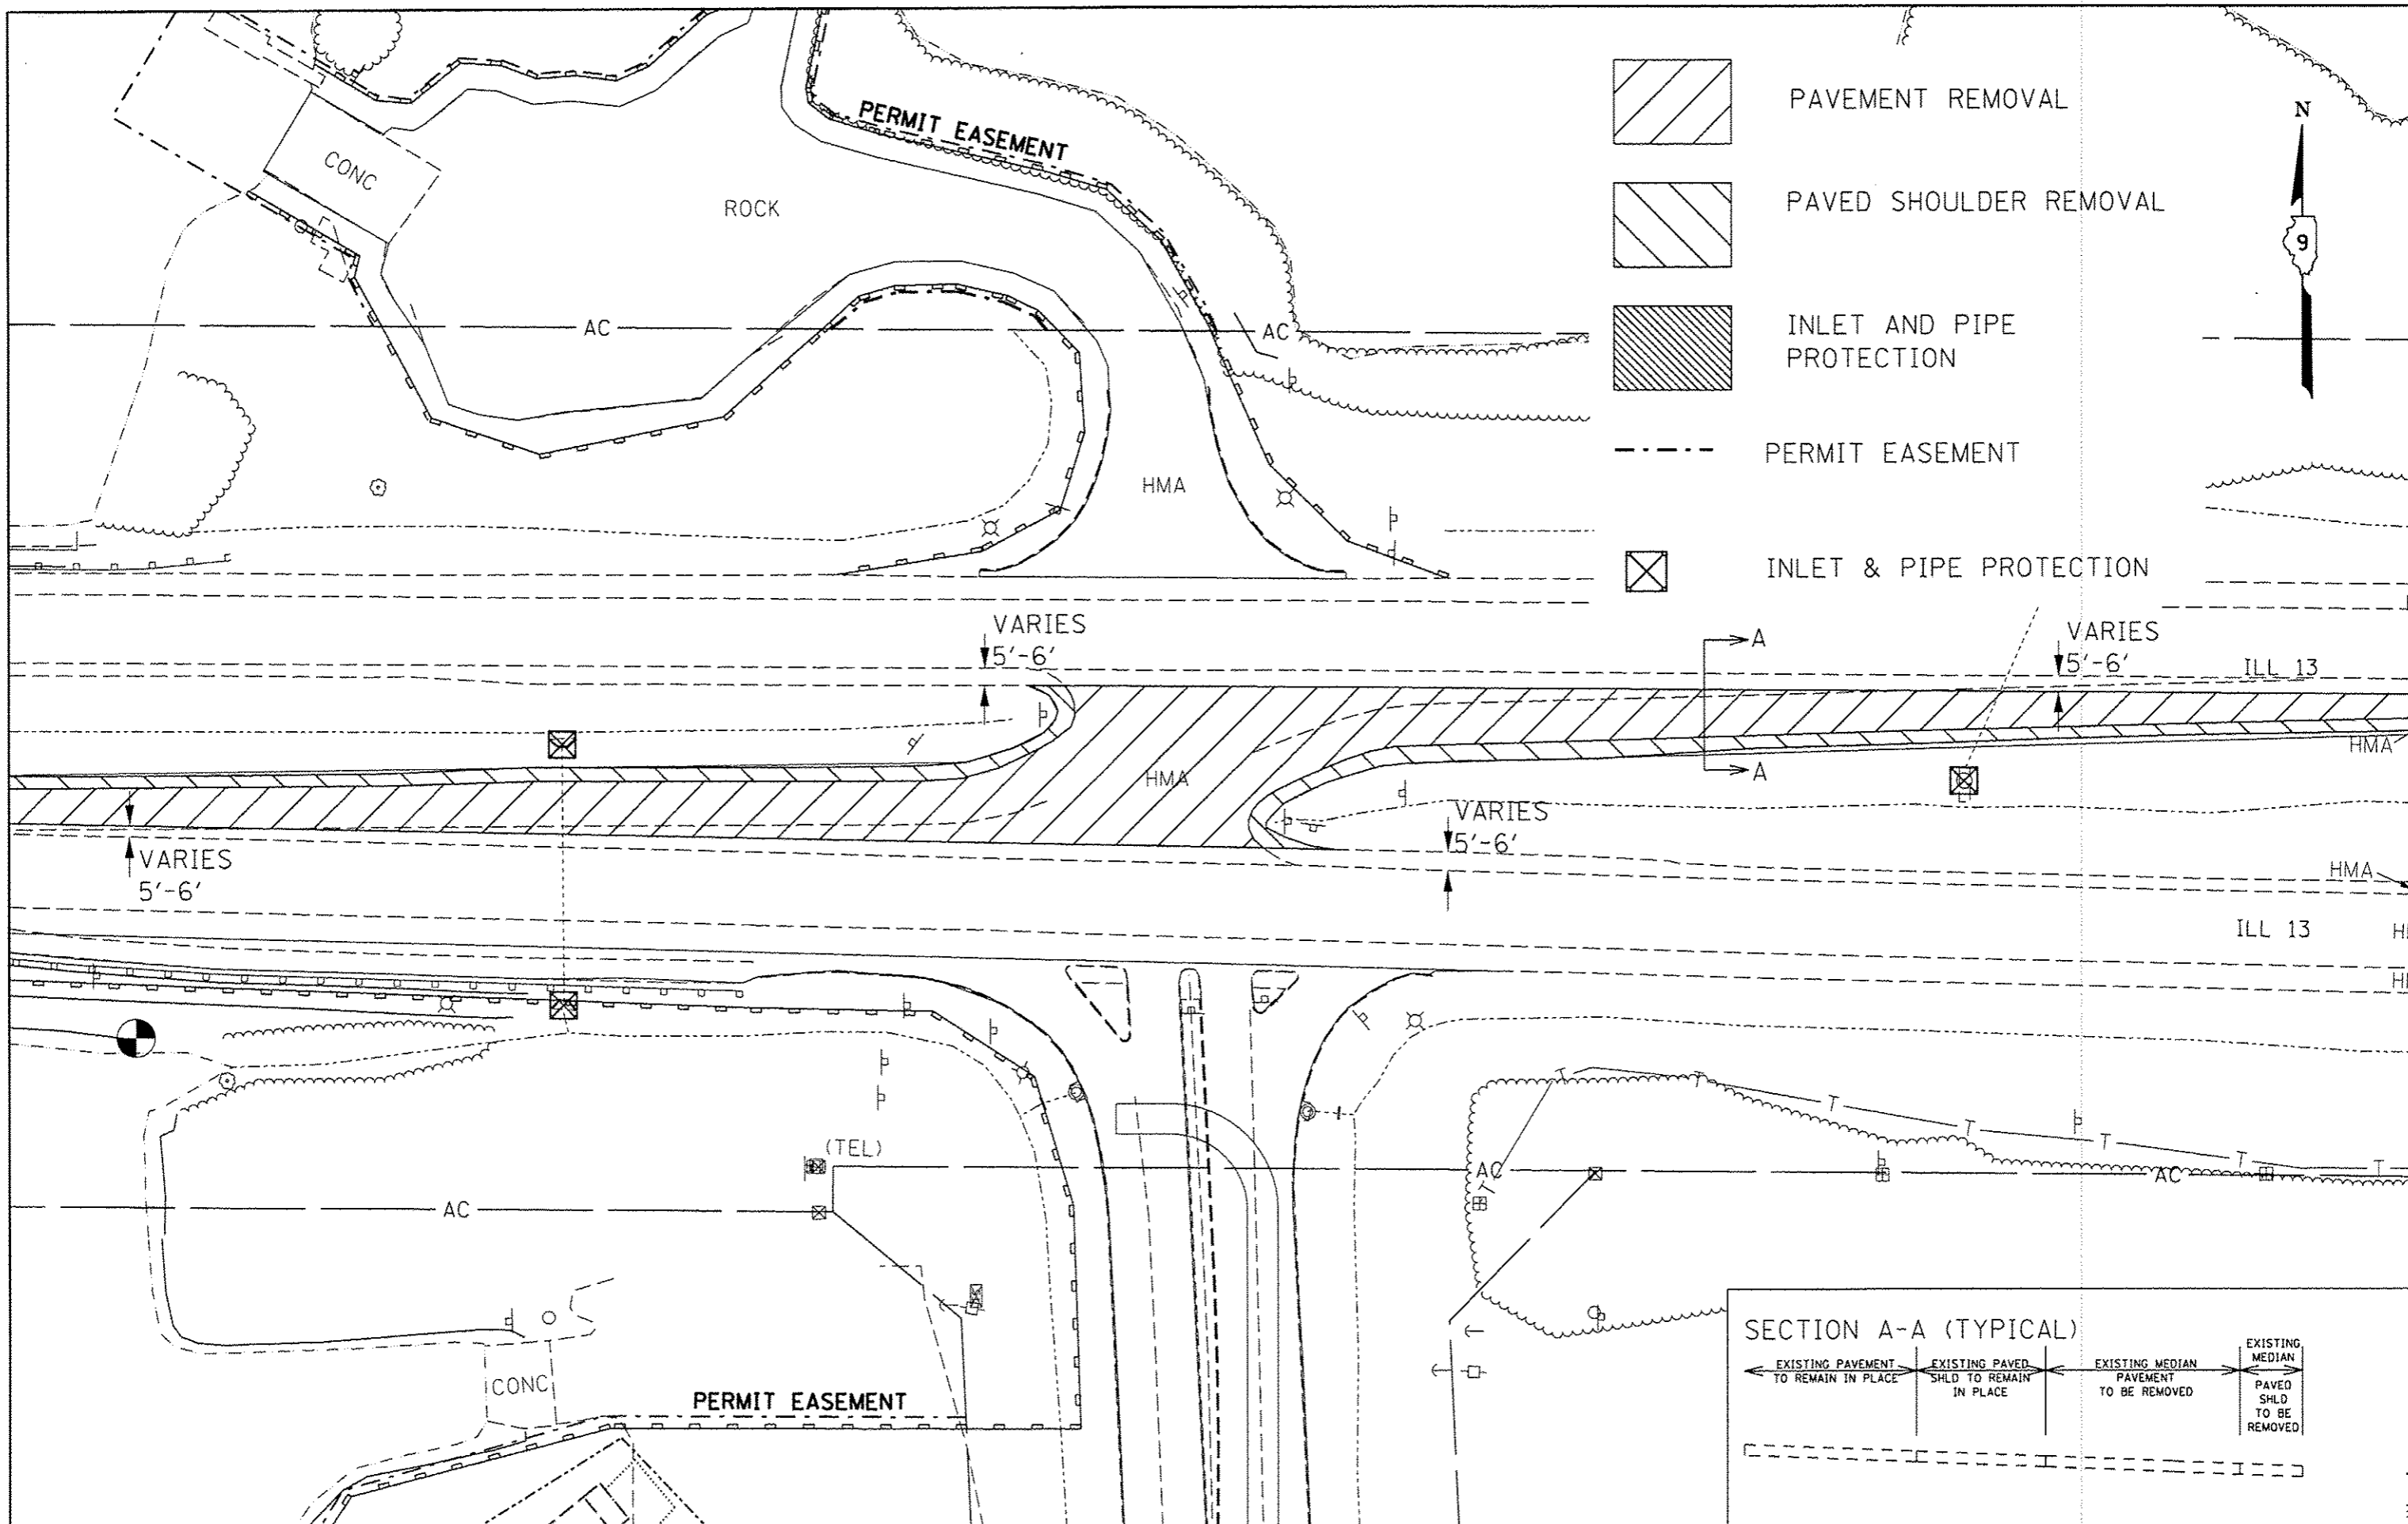 PAVEMENT REMOVAL
N
PERMIT EASEMENT
CONC
PAVED SHOULDER REMOVAL
ROCK
9
AC
AC
INLET AND PIPE
PROTECTION
PERMIT EASEMENT
HMA
INLET & PIPE PROTECTION
VARIES
5'-6'
A
VARIES
5'-6'
ILL 13
HMA
HMA
A
VARIES
5'-6'
VARIES
5'-6'
HMA
ILL 13
T
T
T
T
T
T
T
(TEL)
AC
AC
AC
SECTION A-A (TYPICAL)
EXISTING PAVEMENT
TO REMAIN IN PLACE
EXISTING PAVED
SHLD TO REMAIN
IN PLACE
EXISTING MEDIAN
PAVEMENT
TO BE REMOVED
EXISTING
MEDIAN
PAVED
SHLD
TO BE
REMOVED
CONC
PERMIT EASEMENT